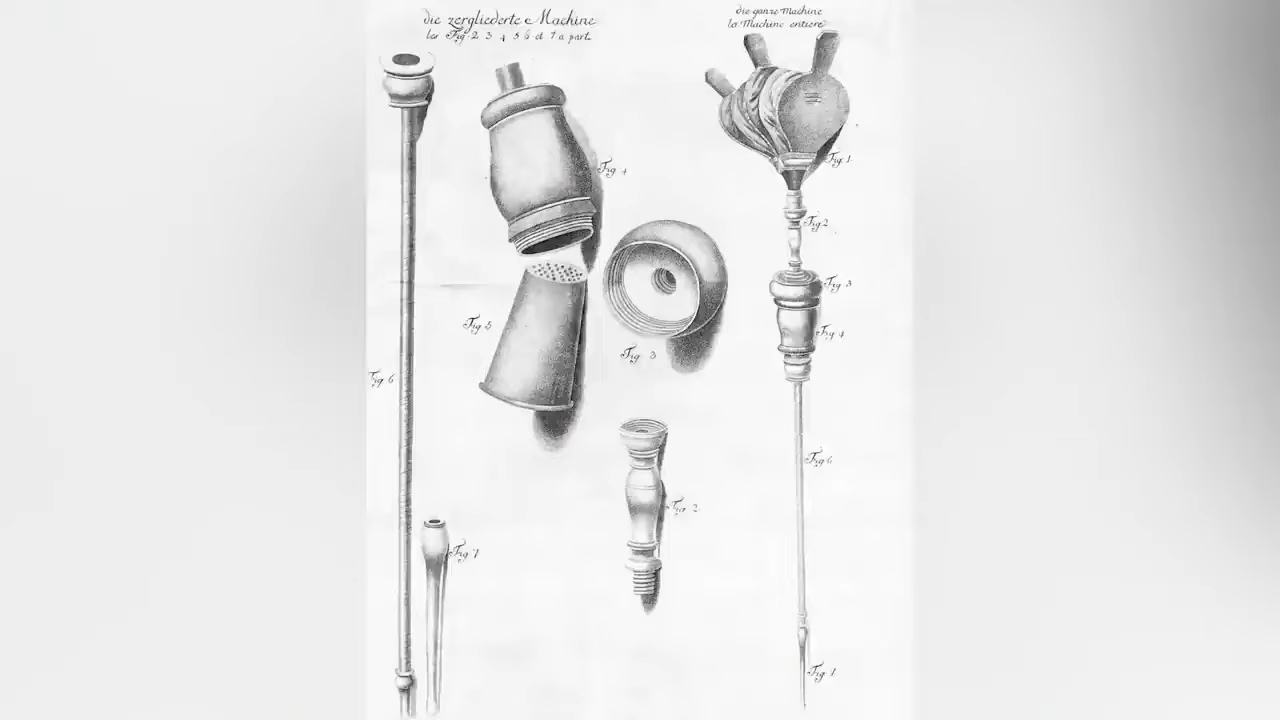 die zergliederte Machine
les Fig. 2 3 4 5 6 et 7 a part.
die ganze Machine
la Machine entiere
Fig. 1.
Fig. 4
Fig. 2
Fig. 3
Fig. 5
Fig. 4
Fig. 3
Fig 6
Fig. 6
Fig. 2.
Fig. 7
Fig. 7